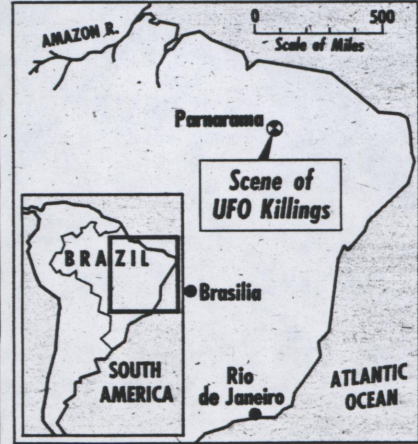 AMAZON R.
0 500
Scale of Miles
Parnarama
Scene of
UFO Killings
BRAZIL
Brasilia
SOUTH
AMERICA
Rio
de Janeiro
ATLANTIC
OCEAN